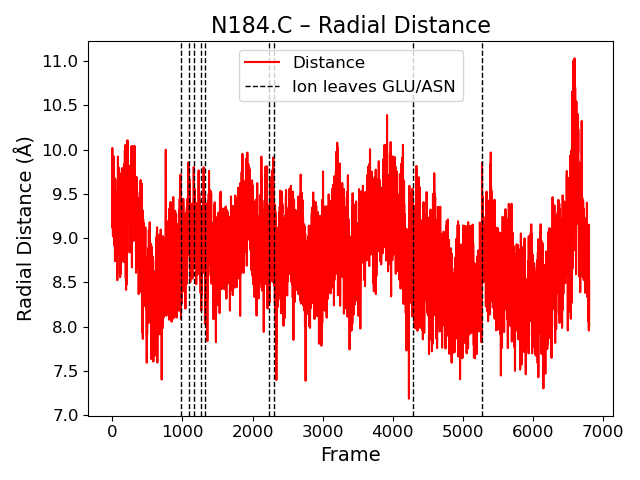 N184.C – Radial Distance
Distance
Ion leaves GLU/ASN
Radial Distance (Å)
11.0
10.5
10.0
9.5
9.0
8.5
8.0
7.5
7.0
0 1000 2000 3000 4000 5000 6000 7000
Frame